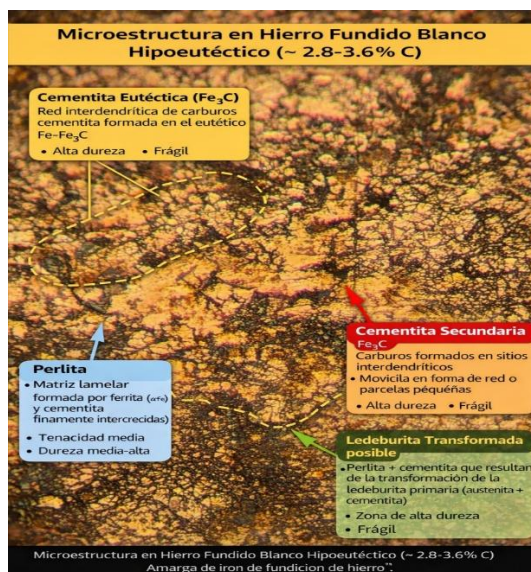 Microestructura en Hierro Fundido Blanco
Hipoeutéctico (~ 2.8-3.6% C)
Cementita Eutéctica (Fe₃C)
Red interdendrítica de carburos
cementita formada en el eutético
Fe–Fe₃C
• Alta dureza • Frágil
Cementita Secundaria
Fe₃C
Carburos formados en sitios
interdendríticos
• Movicila en forma de red o
parcelas péquéñas
• Alta dureza • Frágil
Perlita
• Matriz lamelar
formada por ferrita
y cementita
finamente intercrecidas)
• Tenacidad media
• Dureza media-alta
Ledeburita Transformada
posible
• Perlita + cementita que resultan
de la transformación de la
ledeburita primaria (austenita +
cementita)
• Zona de alta dureza
• Frágil
Microestructura en Hierro Fundido Blanco Hipoeutéctico (~ 2.8-3.6% C)
Amarga de iron de fundicion de hierro